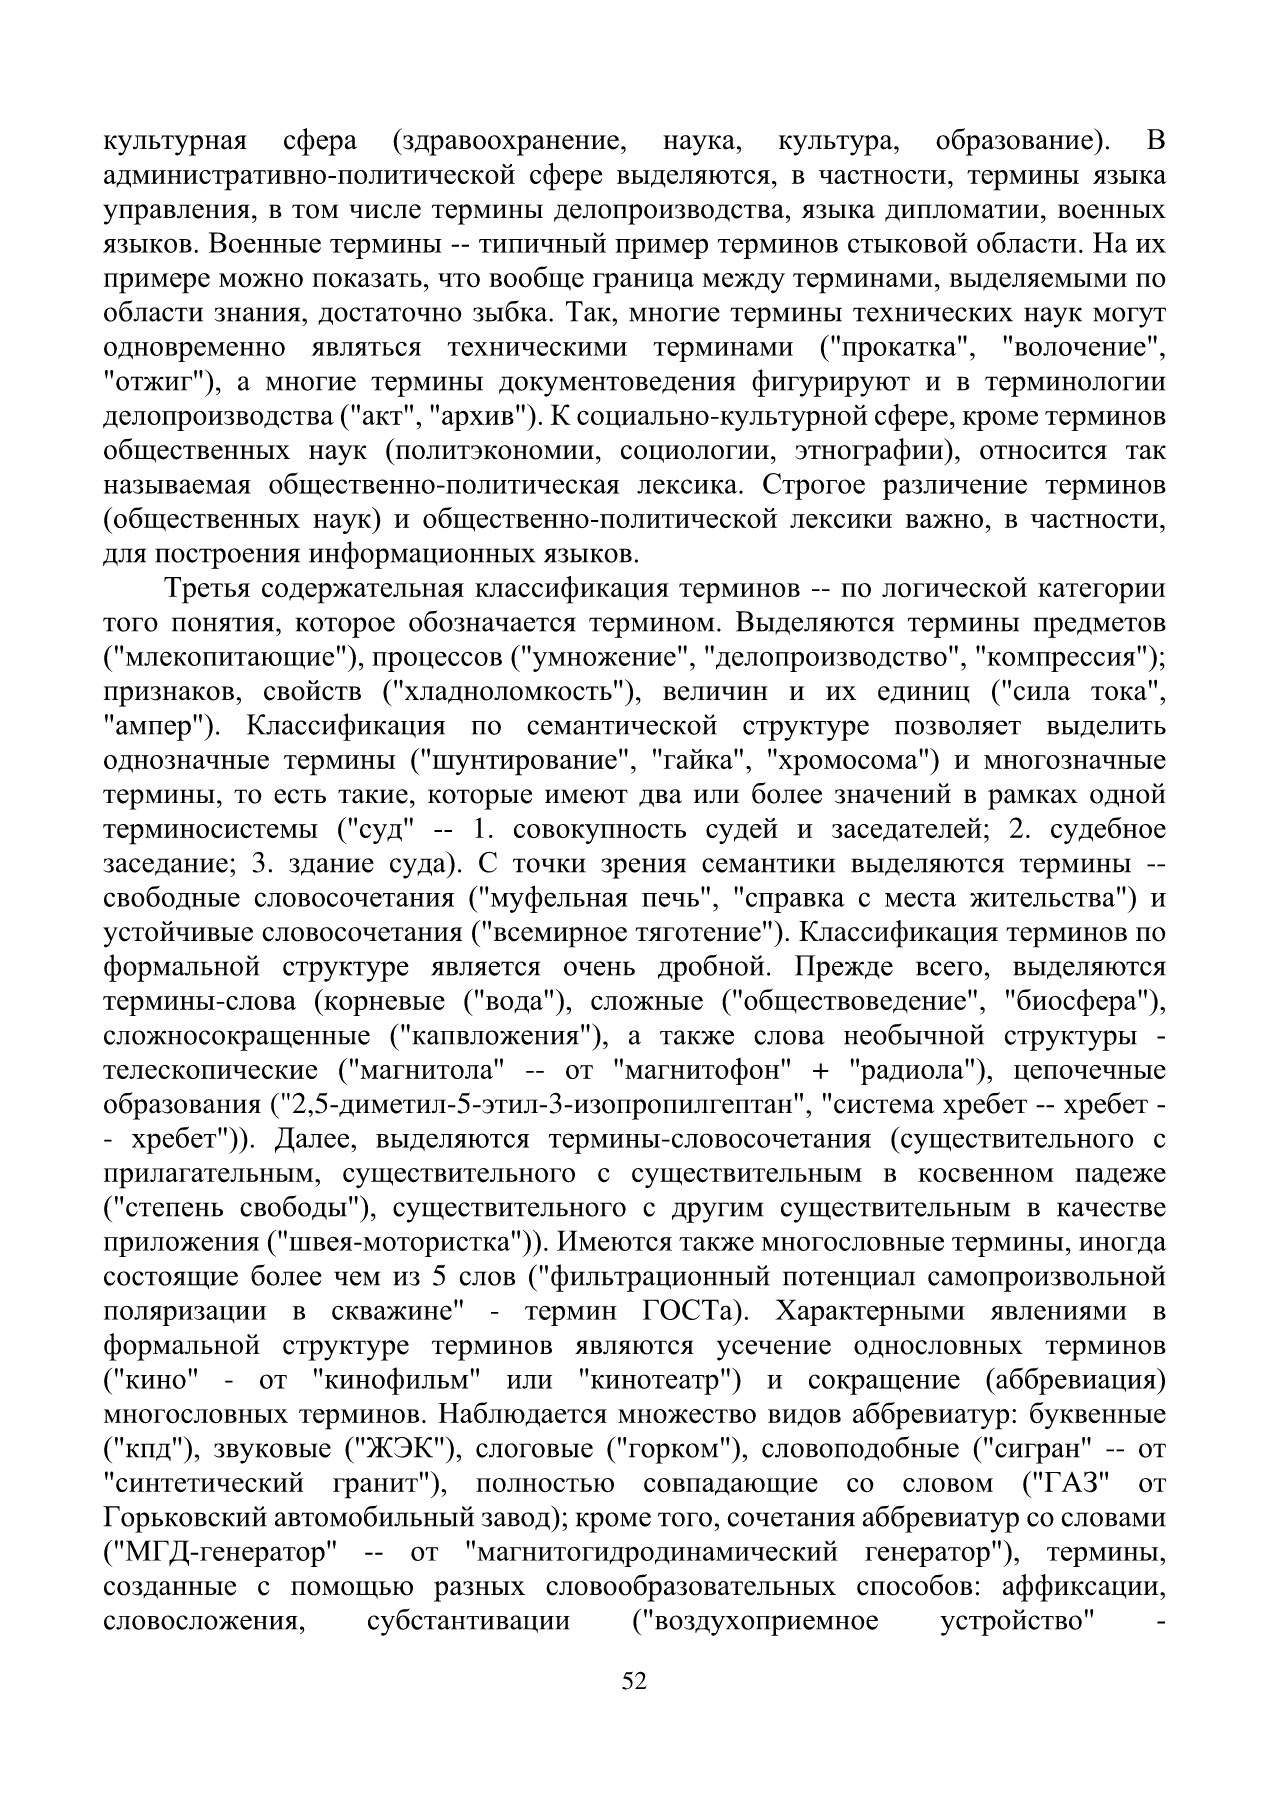 культурная сфера (здравоохранение, наука, культура, образование). В
административно-политической сфере выделяются, в частности, термины языка
управления, в том числе термины делопроизводства, языка дипломатии, военных
языков. Военные термины -- типичный пример терминов стыковой области. На их
примере можно показать, что вообще граница между терминами, выделяемыми по
области знания, достаточно зыбка. Так, многие термины технических наук могут
одновременно являться техническими терминами ("прокатка", "волочение",
"отжиг"), а многие термины документоведения фигурируют и в терминологии
делопроизводства ("акт", "архив"). К социально-культурной сфере, кроме терминов
общественных наук (политэкономии, социологии, этнографии), относится так
называемая общественно-политическая лексика. Строгое различение терминов
(общественных наук) и общественно-политической лексики важно, в частности,
для построения информационных языков.
Третья содержательная классификация терминов -- по логической категории
того понятия, которое обозначается термином. Выделяются термины предметов
("млекопитающие"), процессов ("умножение", "делопроизводство", "компрессия");
признаков, свойств ("хладноломкость"), величин и их единиц ("сила тока",
"ампер"). Классификация по семантической структуре позволяет выделить
однозначные термины ("шунтирование", "гайка", "хромосома") и многозначные
термины, то есть такие, которые имеют два или более значений в рамках одной
терминосистемы ("суд" -- 1. совокупность судей и заседателей; 2. судебное
заседание; 3. здание суда). С точки зрения семантики выделяются термины --
свободные словосочетания ("муфельная печь", "справка с места жительства") и
устойчивые словосочетания ("всемирное тяготение"). Классификация терминов по
формальной структуре является очень дробной. Прежде всего, выделяются
термины-слова (корневые ("вода"), сложные ("обществоведение", "биосфера"),
сложносокращенные ("капвложения"), а также слова необычной структуры -
телескопические ("магнитола" -- от "магнитофон" + "радиола"), цепочечные
образования ("2,5-диметил-5-этил-3-изопропилгептан", "система хребет -- хребет -
- хребет")). Далее, выделяются термины-словосочетания (существительного с
прилагательным, существительного с существительным в косвенном падеже
("степень свободы"), существительного с другим существительным в качестве
приложения ("швея-мотористка")). Имеются также многословные термины, иногда
состоящие более чем из 5 слов ("фильтрационный потенциал самопроизвольной
поляризации в скважине" - термин ГОСТа). Характерными явлениями в
формальной структуре терминов являются усечение однословных терминов
("кино" - от "кинофильм" или "кинотеатр") и сокращение (аббревиация)
многословных терминов. Наблюдается множество видов аббревиатур: буквенные
("кпд"), звуковые ("ЖЭК"), слоговые ("горком"), словоподобные ("сигран" -- от
"синтетический гранит"), полностью совпадающие со словом ("ГАЗ" от
Горьковский автомобильный завод); кроме того, сочетания аббревиатур со словами
("МГД-генератор" -- от "магнитогидродинамический генератор"), термины,
созданные с помощью разных словообразовательных способов: аффиксации,
словосложения, субстантивации ("воздухоприемное устройство" -
52